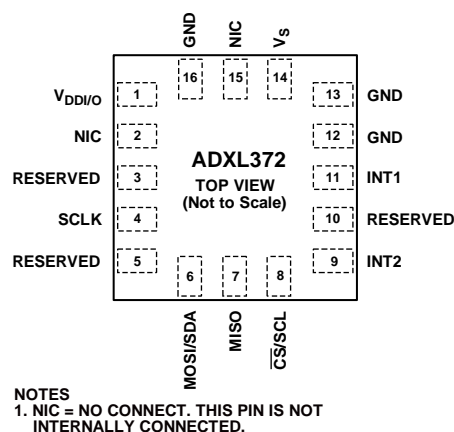 GND
NIC
VS
16
15
14
VDDI/O
1
13
GND
NIC
2
12
GND
ADXL372
RESERVED
3
TOP VIEW
11
INT1
(Not to Scale)
SCLK
4
10
RESERVED
RESERVED
5
9
INT2
6
7
8
MOSI/SDA
MISO
CS/SCL
NOTES
1. NIC = NO CONNECT. THIS PIN IS NOT
INTERNALLY CONNECTED.